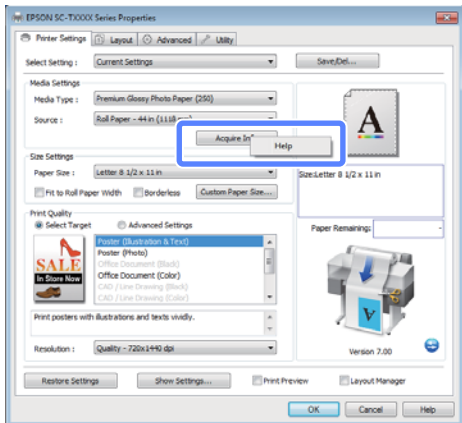 EPSON SC-TXXXX Series Properties
Printer Settings Layout Advanced Utility
Select Setting : Current Settings Save/Del...
Media Settings
Media Type : Premium Glossy Photo Paper (250)
Source : Roll Paper - 44 in (1118 mm)
Acquire In
Help
Size Settings
Paper Size : Letter 8 1/2 x 11 in
Fit to Roll Paper Width Borderless Custom Paper Size...
A
Size:Letter 8 1/2 x 11 in
Print Quality
Select Target Advanced Settings
Paper Remaining: -
SALE
In Store Now
Poster (Illustration & Text)
Poster (Photo)
Office Document (Black)
Office Document (Color)
CAD / Line Drawing (Black)
CAD / Line Drawing (Color)
A
Print posters with illustrations and texts vividly.
Resolution : Quality - 720x1440 dpi
Version 7.00
Restore Settings Show Settings... Print Preview Layout Manager
OK Cancel Help